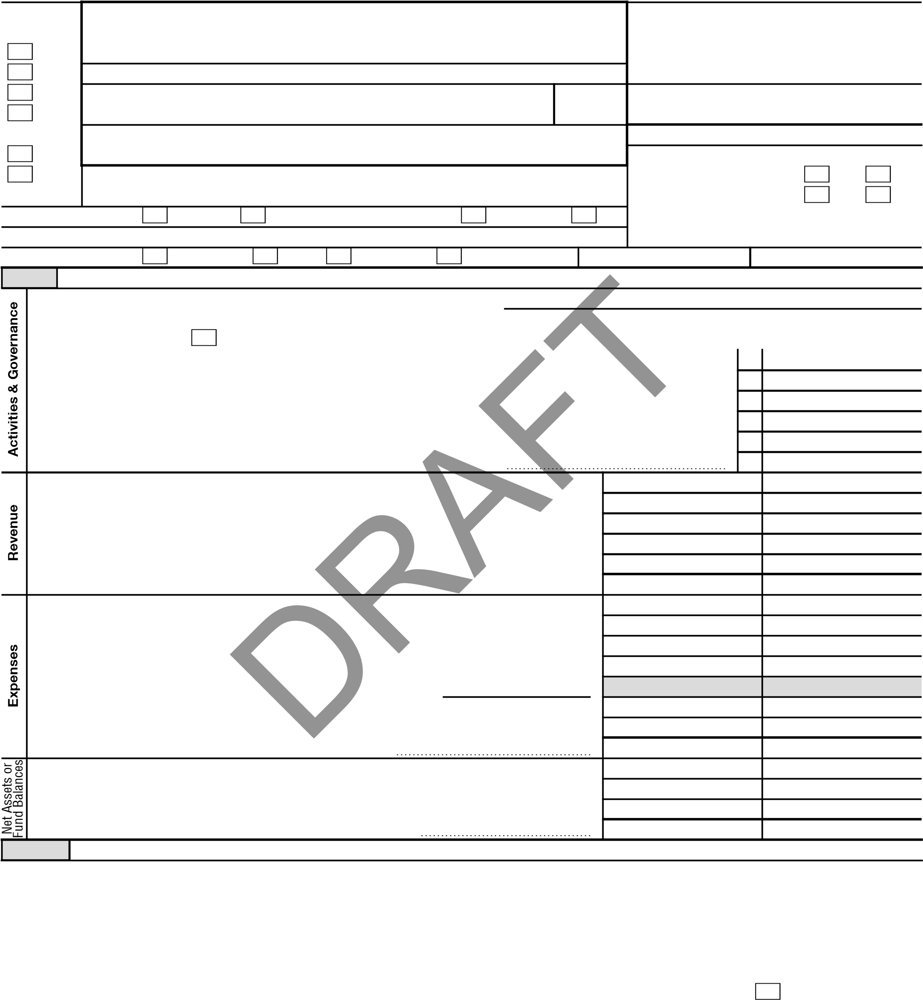 Activities & Governance
DRAFT
Revenue
Expenses
Net Assets or
Fund Balances